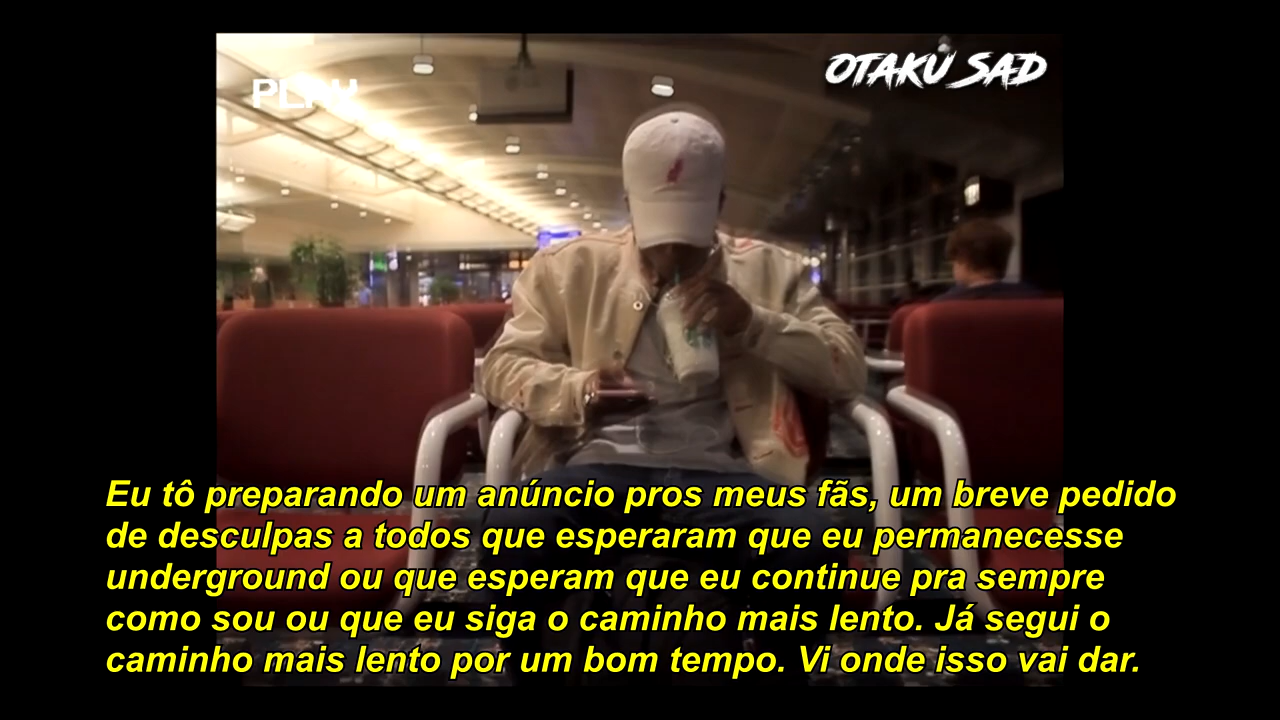 OTAKU SAD
PLAY
Eu tô preparando um anúncio pros meus fãs, um breve pedido
de desculpas a todos que esperaram que eu permanecesse
underground ou que esperam que eu continue pra sempre
como sou ou que eu siga o caminho mais lento. Já segui o
caminho mais lento por um bom tempo. Vi onde isso vai dar.